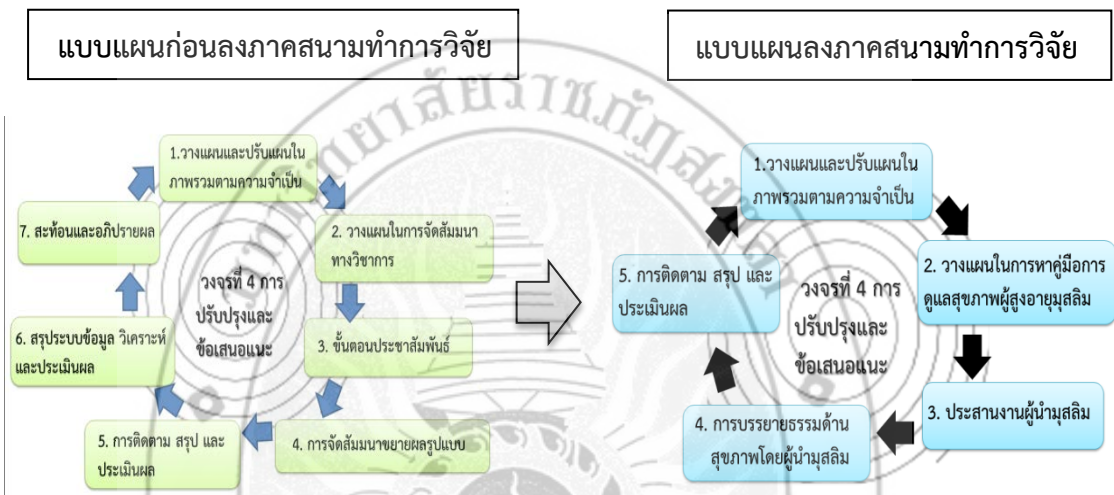 แบบแผนก่อนลงภาคสนามทำการวิจัย
1.วางแผนและปรับแผนใน
ภาพรวมตามความจำเป็น
2. วางแผนในการจัดสัมมนา
ทางวิชาการ
3. ขั้นตอนประชาสัมพันธ์
4. การจัดสัมมนาขยายผลรูปแบบ
5. การติดตาม สรุป และ
ประเมินผล
6. สรุประบบข้อมูล วิเคราะห์
และประเมินผล
7. สะท้อนและอภิปรายผล
วงจรที่ 4 การ
ปรับปรุงและ
ข้อเสนอแนะ
แบบแผนลงภาคสนามทำการวิจัย
1.วางแผนและปรับแผนใน
ภาพรวมตามความจำเป็น
2. วางแผนในการหาคู่มือการ
ดูแลสุขภาพผู้สูงอายุมุสลิม
3. ประสานงานผู้นำมุสลิม
4. การบรรยายธรรมด้าน
สุขภาพโดยผู้นำมุสลิม
5. การติดตาม สรุป และ
ประเมินผล
วงจรที่ 4 การ
ปรับปรุงและ
ข้อเสนอแนะ